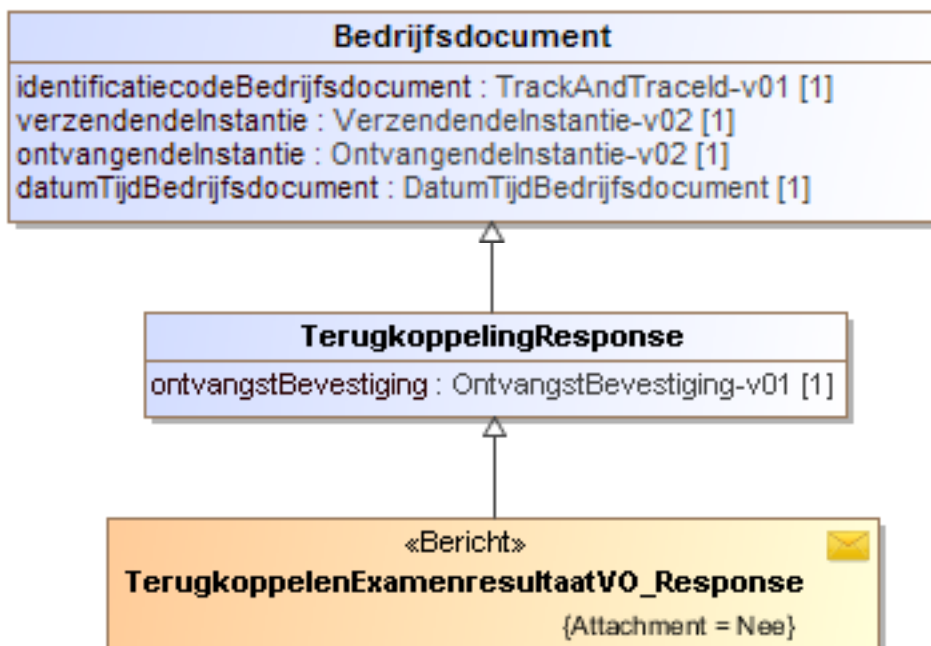 Bedrijfsdocument
identificatiecodeBedrijfsdocument : TrackAndTraceId-v01 [1]
verzendendeInstantie : VerzendendeInstantie-v02 [1]
ontvangendeInstantie : OntvangendeInstantie-v02 [1]
datumTijdBedrijfsdocument : DatumTijdBedrijfsdocument [1]
TerugkoppelingResponse
ontvangstBevestiging : OntvangstBevestiging-v01 [1]
«Bericht»
TerugkoppelenExamenresultaatVO_Response
{Attachment = Nee}